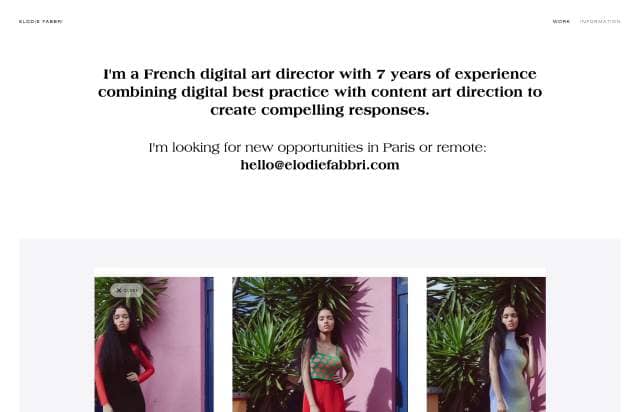 ELODIE FABBRI
WORK
INFORMATION
I'm a French digital art director with 7 years of experience
combining digital best practice with content art direction to
create compelling responses.
I'm looking for new opportunities in Paris or remote:
hello@elodiefabbri.com